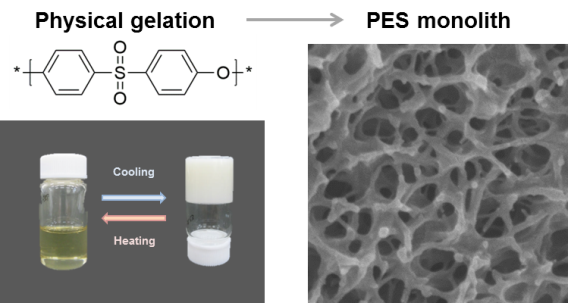 Physical gelation
PES monolith
O
* S O *
O
Cooling
Heating